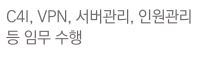 C4I, VPN, 서버관리, 인원관리
등 임무 수행